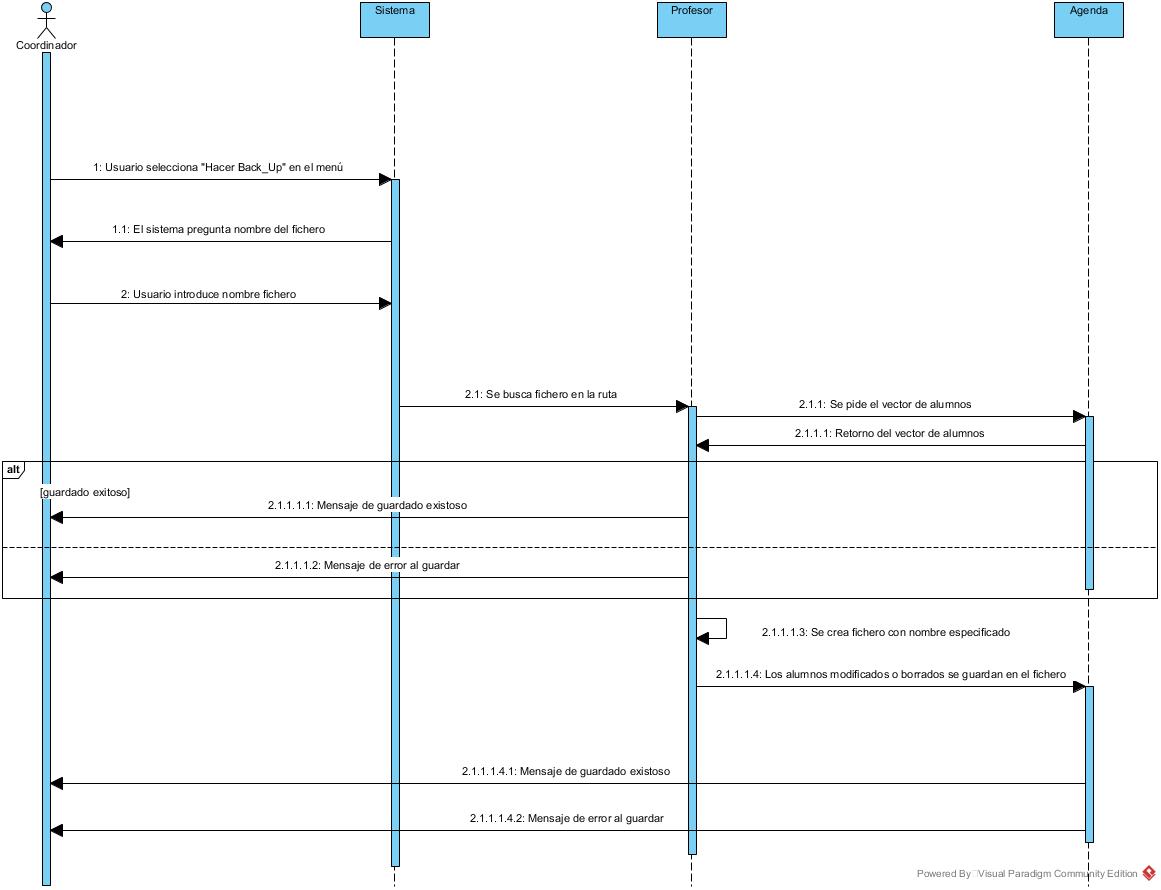 Sistema
Profesor
Agenda
Coordinador
1: Usuario selecciona "Hacer Back_Up" en el menú
1.1: El sistema pregunta nombre del fichero
2: Usuario introduce nombre fichero
2.1: Se busca fichero en la ruta
2.1.1: Se pide el vector de alumnos
2.1.1.1: Retorno del vector de alumnos
alt
[guardado exitoso]
2.1.1.1.1: Mensaje de guardado existoso
2.1.1.1.2: Mensaje de error al guardar
2.1.1.1.3: Se crea fichero con nombre especificado
2.1.1.1.4: Los alumnos modificados o borrados se guardan en el fichero
2.1.1.1.4.1: Mensaje de guardado existoso
2.1.1.1.4.2: Mensaje de error al guardar
Powered By Visual Paradigm Community Edition